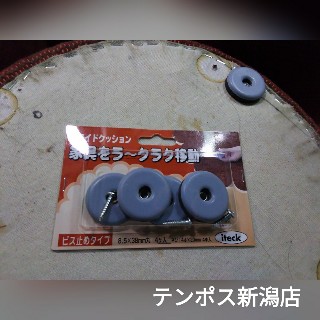 イドクッション
家具をラ〜クラク移動
ビス止めタイプ
iteck
テンポス新潟店